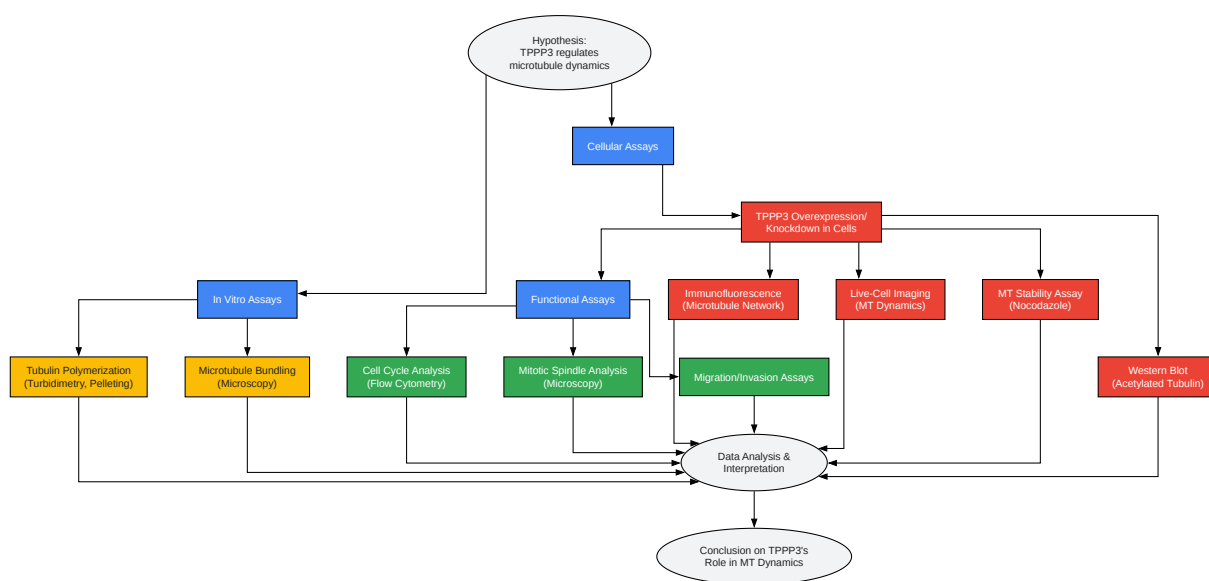 Hypothesis:
TPPP3 regulates
microtubule dynamics
Cellular Assays
TPPP3 Overexpression/
Knockdown in Cells
In Vitro Assays
Functional Assays
Immunofluorescence
(Microtubule Network)
Live-Cell Imaging
(MT Dynamics)
MT Stability Assay
(Nocodazole)
Tubulin Polymerization
(Turbidimetry, Pelleting)
Microtubule Bundling
(Microscopy)
Cell Cycle Analysis
(Flow Cytometry)
Mitotic Spindle Analysis
(Microscopy)
Migration/Invasion Assays
Western Blot
(Acetylated Tubulin)
Data Analysis &
Interpretation
Conclusion on TPPP3's
Role in MT Dynamics